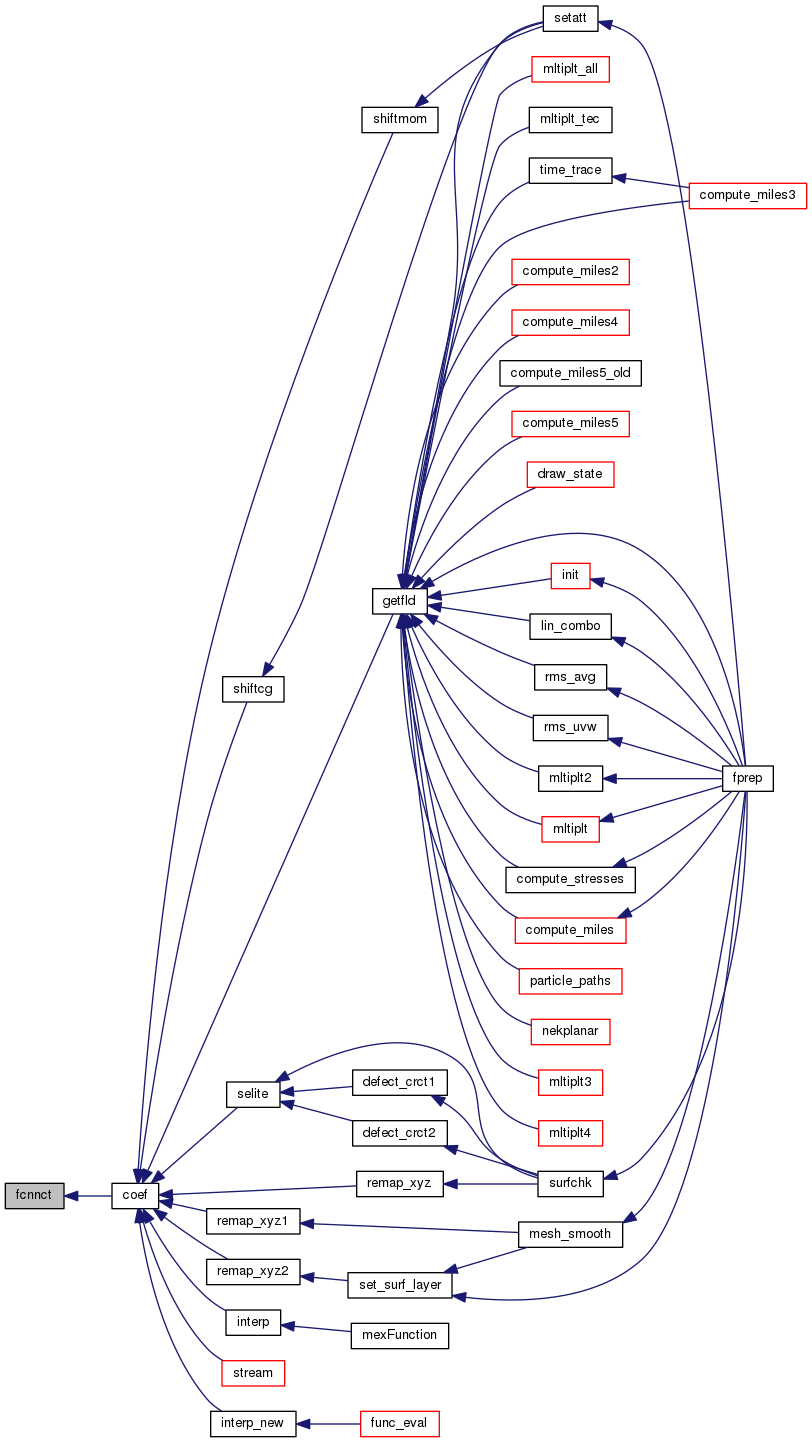 setatt
mltiplt_all
shiftmom
mltiplt_tec
time_trace
compute_miles3
compute_miles2
compute_miles4
compute_miles5_old
compute_miles5
draw_state
init
getfld
lin_combo
rms_avg
shiftcg
rms_uvw
mltiplt2
fprep
mltiplt
compute_stresses
compute_miles
particle_paths
nekplanar
mltiplt3
defect_crct1
selite
mltiplt4
defect_crct2
remap_xyz
surfchk
fcnnct
coef
remap_xyz1
mesh_smooth
remap_xyz2
set_surf_layer
interp
mexFunction
stream
interp_new
func_eval